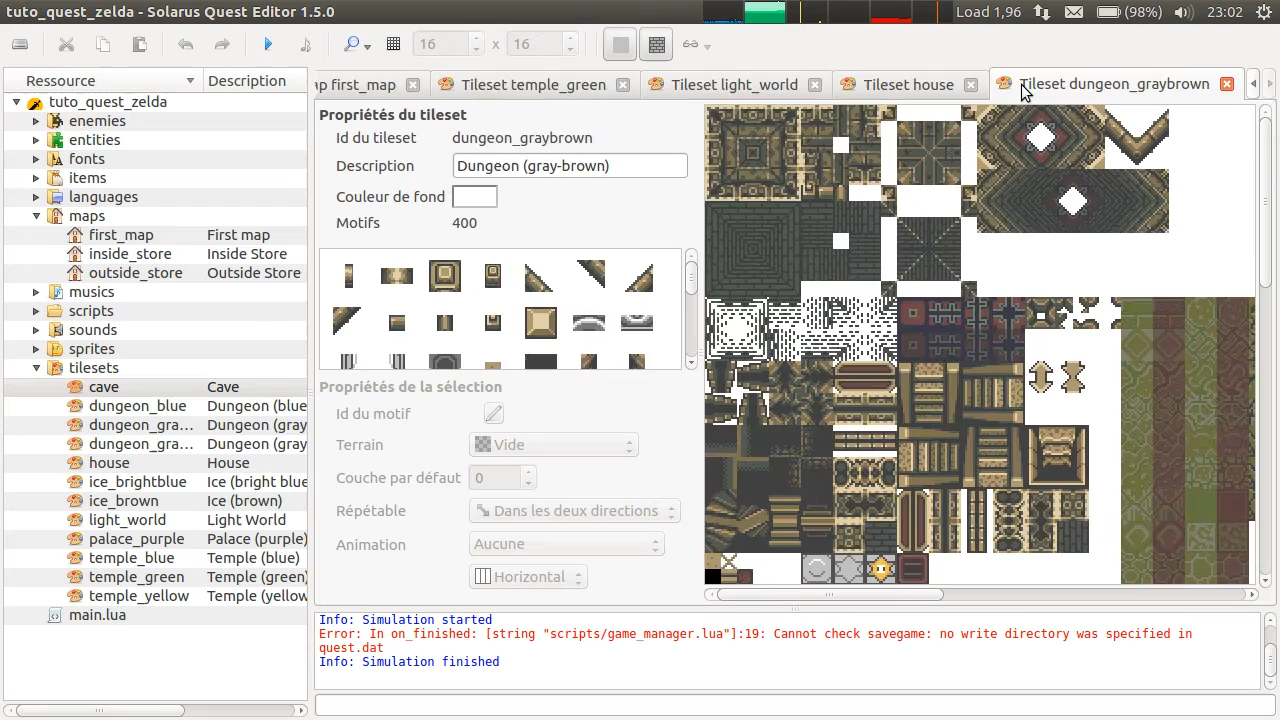 tuto_quest_zelda - Solarus Quest Editor 1.5.0
Load 1,96
(98%)
23:02
16 x 16
Ressource Description
tuto_quest_zelda
enemies
entities
fonts
items
languages
maps
first_map First map
inside_store Inside Store
outside_store Outside Store
musics
scripts
sounds
sprites
tilesets
cave Cave
dungeon_blue Dungeon (blue
dungeon_gra... Dungeon (gray
dungeon_gra... Dungeon (gray
house House
ice_brightblue Ice (bright blue
ice_brown Ice (brown)
light_world Light World
palace_purple Palace (purple)
temple_blue Temple (blue)
temple_green Temple (green)
temple_yellow Temple (yellow
main.lua
ap first_map
Tileset temple_green
Tileset light_world
Tileset house
Tileset dungeon_graybrown
Propriétés du tileset
Id du tileset dungeon_graybrown
Description Dungeon (gray-brown)
Couleur de fond
Motifs 400
Propriétés de la sélection
Id du motif
Terrain Vide
Couche par défaut 0
Répétable Dans les deux directions
Animation Aucune
Horizontal
Info: Simulation started
Error: In on_finished: [string "scripts/game_manager.lua"]:19: Cannot check savegame: no write directory was specified in
quest.dat
Info: Simulation finished